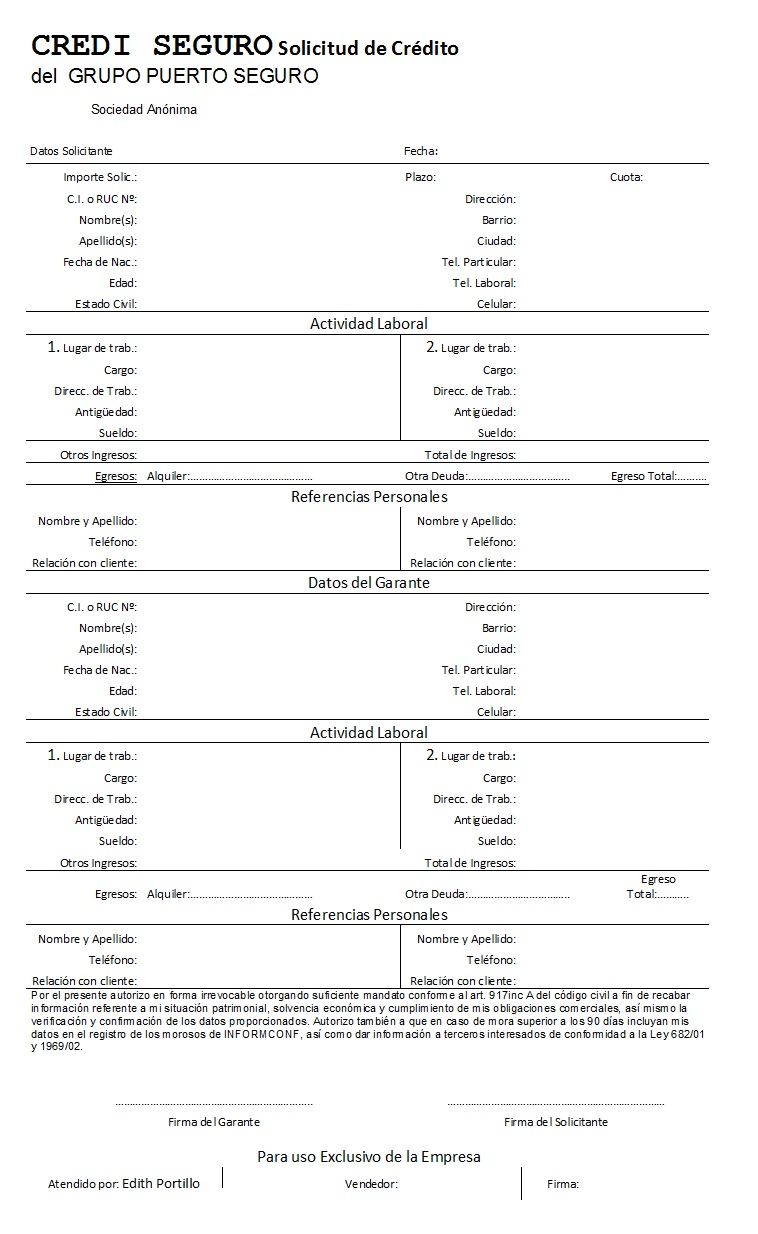 CREDI SEGURO Solicitud de Crédito
del GRUPO PUERTO SEGURO
Sociedad Anónima
Datos Solicitante Fecha:
Importe Solic.: Plazo: Cuota:
C.I. o RUC Nº: Dirección:
Nombre(s): Barrio:
Apellido(s): Ciudad:
Fecha de Nac.: Tel. Particular:
Edad: Tel. Laboral:
Estado Civil: Celular:
Actividad Laboral
1. Lugar de trab.: 2. Lugar de trab.:
Cargo: Cargo:
Direcc. de Trab.: Direcc. de Trab.:
Antigüedad: Antigüedad:
Sueldo: Sueldo:
Otros Ingresos: Total de Ingresos:
Egresos: Alquiler:.......................................... Otra Deuda:................................... Egreso Total:..........
Referencias Personales
Nombre y Apellido: Nombre y Apellido:
Teléfono: Teléfono:
Relación con cliente: Relación con cliente:
Datos del Garante
C.I. o RUC Nº: Dirección:
Nombre(s): Barrio:
Apellido(s): Ciudad:
Fecha de Nac.: Tel. Particular:
Edad: Tel. Laboral:
Estado Civil: Celular:
Actividad Laboral
1. Lugar de trab.: 2. Lugar de trab.:
Cargo: Cargo:
Direcc. de Trab.: Direcc. de Trab.:
Antigüedad: Antigüedad:
Sueldo: Sueldo:
Otros Ingresos: Total de Ingresos:
Egresos: Alquiler:.......................................... Otra Deuda:................................... Egreso Total:...........
Referencias Personales
Nombre y Apellido: Nombre y Apellido:
Teléfono: Teléfono:
Relación con cliente: Relación con cliente:
Por el presente autorizo en forma irrevocable otorgando suficiente mandato conforme al art. 917inc A del código civil a fin de recabar
información referente a mi situación patrimonial, solvencia económica y cumplimiento de mis obligaciones comerciales, así mismo la
verificación y confirmación de los datos proporcionados. Autorizo también a que en caso de mora superior a los 90 días incluyan mis
datos en el registro de los morosos de INFORMCONF, así como dar información a terceros interesados de conformidad a la Ley 682/01
y 1969/02.
.................................................................... ..........................................................................
Firma del Garante Firma del Solicitante
Para uso Exclusivo de la Empresa
Atendido por: Edith Portillo Vendedor: Firma: